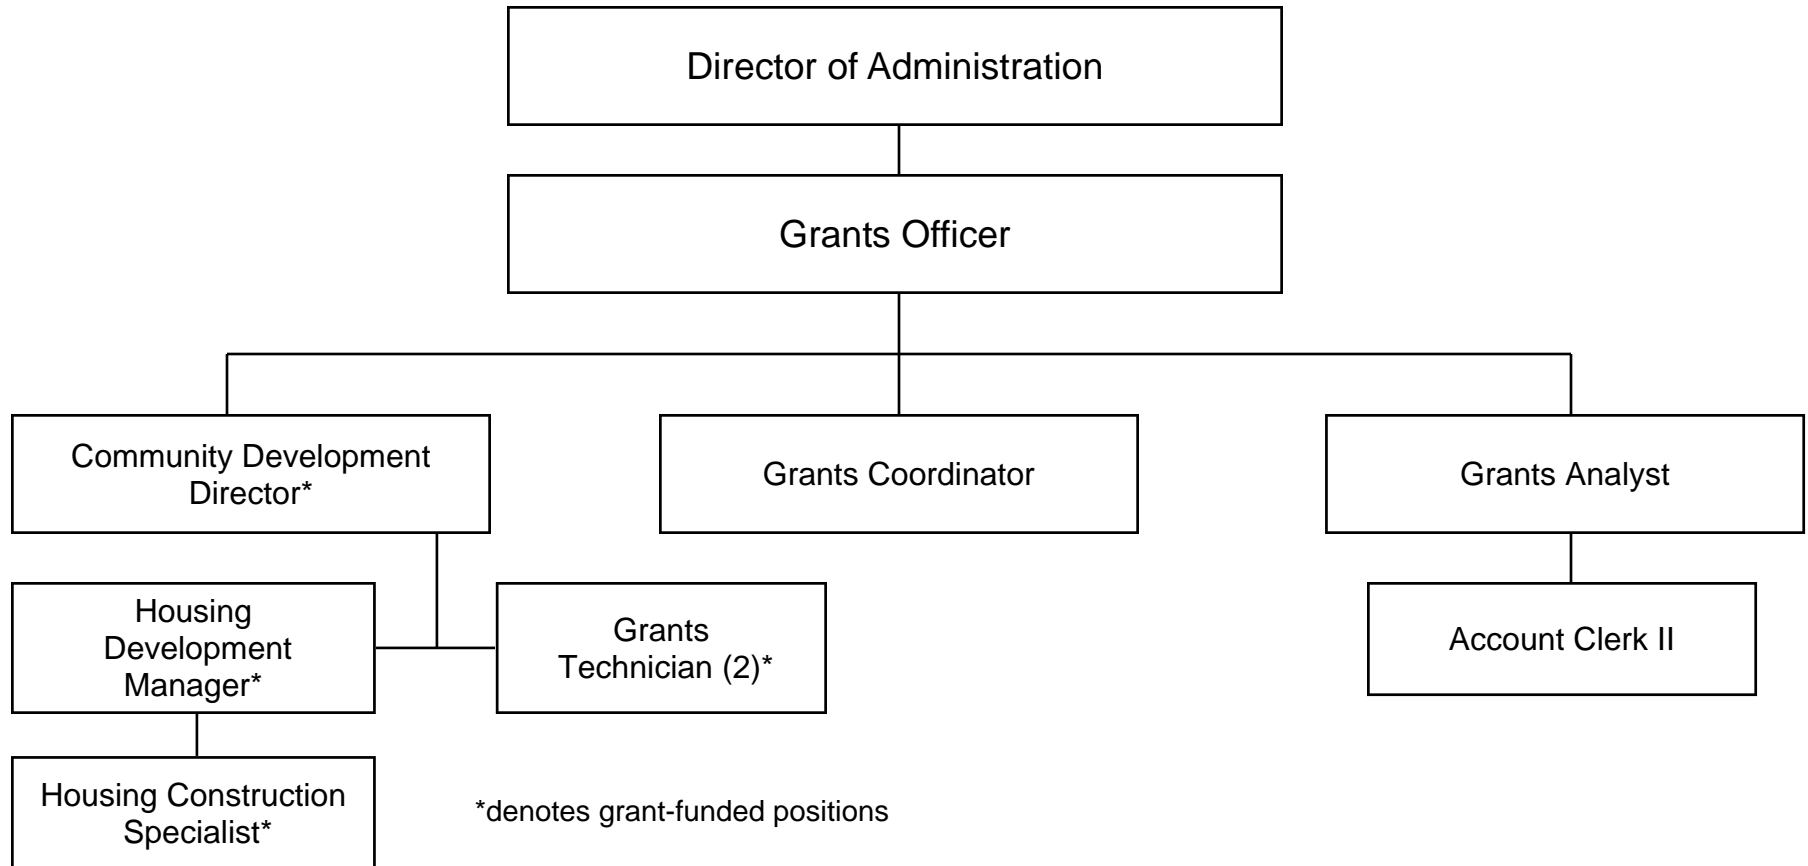 Director of Administration
Grants Officer
Community Development
Director*
Grants Coordinator
Grants Analyst
Housing
Development
Manager*
Grants
Technician (2)*
Account Clerk II
Housing Construction
Specialist*
*denotes grant-funded positions